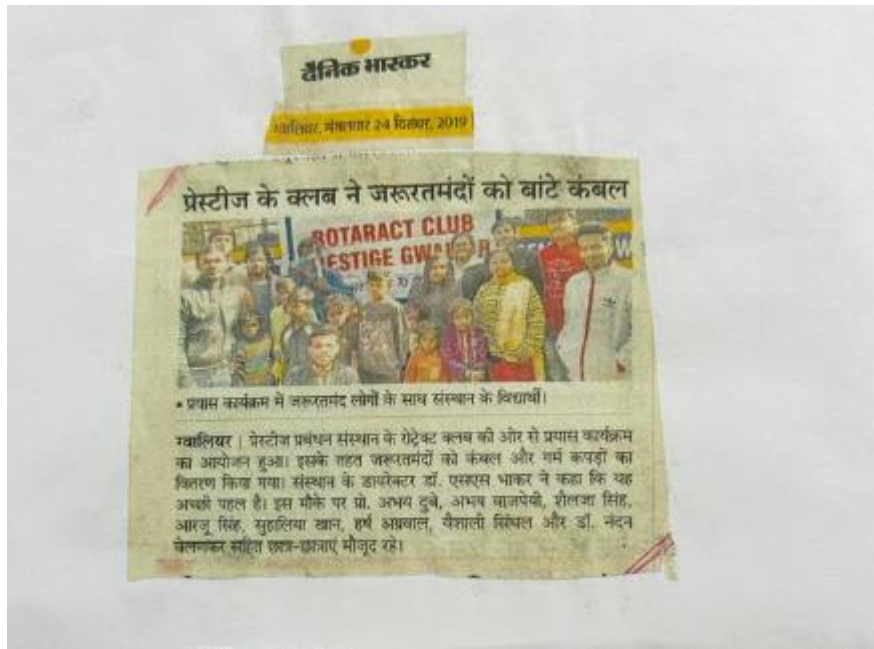 दैनिक भास्कर
ग्वालियर, मंगलवार 24 दिसंबर, 2019
प्रेस्टीज के क्लब ने जरूरतमंदों को बांटे कंबल
ROTARACT CLUB
ESTIGE GWA
• प्रयास कार्यक्रम में जरूरतमंद लोगों के साथ संस्थान के विद्यार्थी।
ग्वालियर | प्रेस्टीज प्रबंधन संस्थान के रोट्रेक्ट क्लब की ओर से प्रयास कार्यक्रम
का आयोजन हुआ। इसके तहत जरूरतमंदों को कंबल और गर्म कपड़ों का
वितरण किया गया। संस्थान के डायरेक्टर डॉ. एसएस भाकर ने कहा कि यह
अच्छी पहल है। इस मौके पर प्रो. अभय दुबे, अभय वाजपेयी, शैलजा सिंह,
आरजू सिंह, सुहालिया खान, हर्ष अग्रवाल, वैशाली सिंघल और डॉ. नंदन
वेलणकर सहित छात्र-छात्राएं मौजूद रहे।